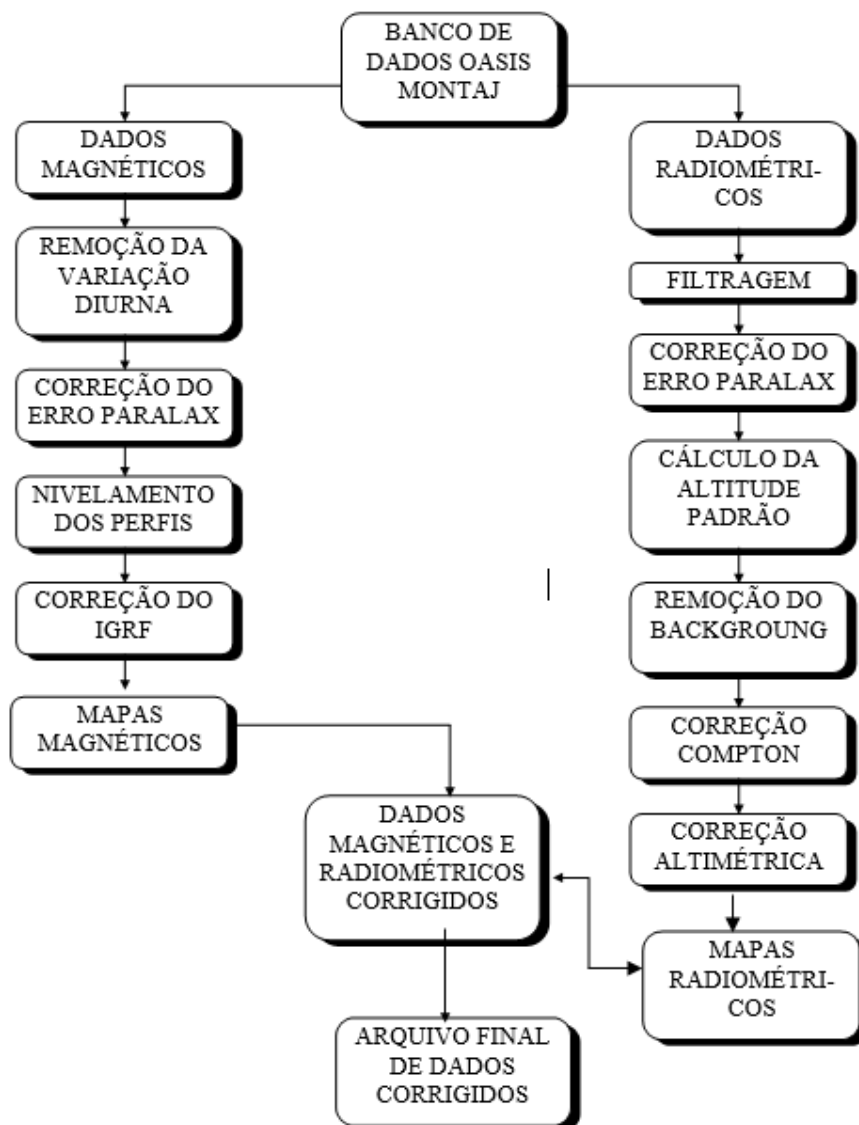 BANCO DE
DADOS OASIS
MONTAJ
DADOS
MAGNÉTICOS
REMOÇÃO DA
VARIAÇÃO
DIURNA
CORREÇÃO DO
ERRO PARALAX
NIVELAMENTO
DOS PERFIS
CORREÇÃO DO
IGRF
MAPAS
MAGNÉTICOS
DADOS
RADIOMÉTRI-
COS
FILTRAGEM
CORREÇÃO DO
ERRO PARALAX
CÁLCULO DA
ALTITUDE
PADRÃO
REMOÇÃO DO
BACKGROUNG
CORREÇÃO
COMPTON
CORREÇÃO
ALTIMÉTRICA
MAPAS
RADIOMÉTRI-
COS
DADOS
MAGNÉTICOS E
RADIOMÉTRICOS
CORRIGIDOS
ARQUIVO FINAL
DE DADOS
CORRIGIDOS